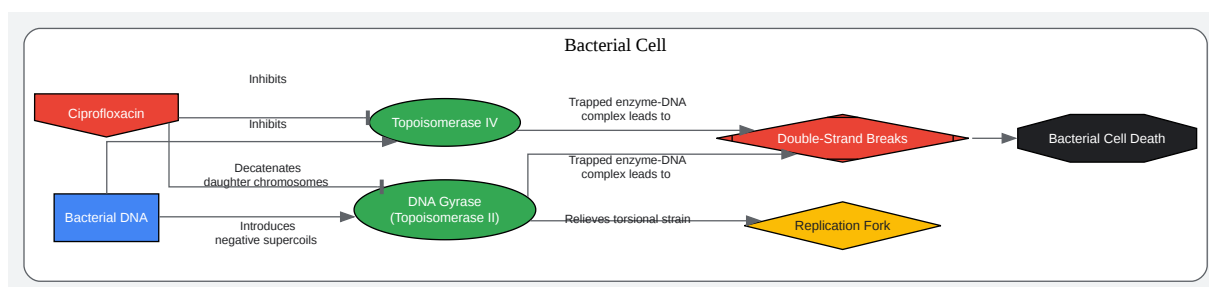 Bacterial Cell
Inhibits
Ciprofloxacin
Inhibits
Topoisomerase IV
Trapped enzyme-DNA
complex leads to
Double-Strand Breaks
Bacterial Cell Death
Trapped enzyme-DNA
complex leads to
Decatenates
daughter chromosomes
Bacterial DNA
DNA Gyrase
(Topoisomerase II)
Introduces
negative supercoils
Relieves torsional strain
Replication Fork